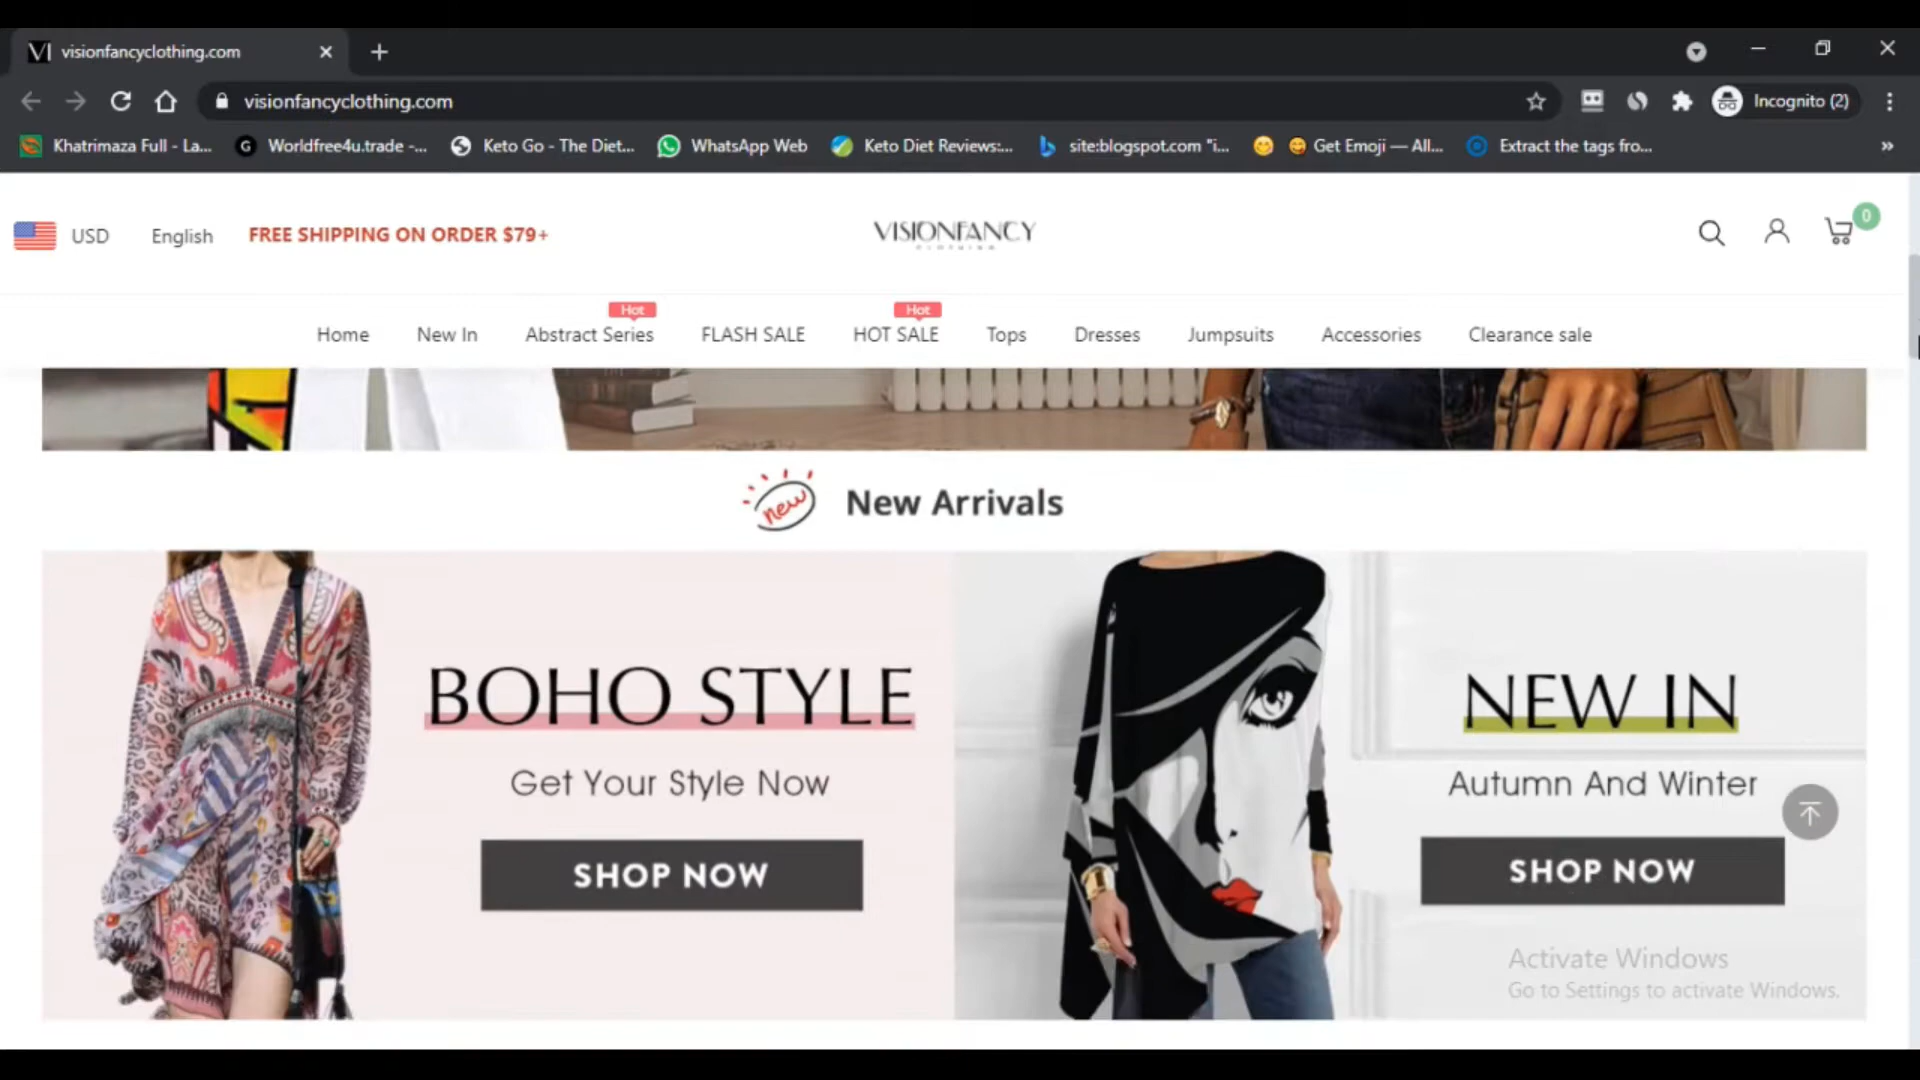 VI visionfancyclothing.com
visionfancyclothing.com
Incognito (2)
Khatrimaza Full - La...
G Worldfree4u.trade -...
Keto Go - The Diet...
WhatsApp Web
Keto Diet Reviews:...
site:blogspot.com "i...
Get Emoji — All...
Extract the tags fro...
»
USD
English
FREE SHIPPING ON ORDER $79+
VISIONFANCY
CLOTHING
0
Hot
Hot
Home
New In
Abstract Series
FLASH SALE
HOT SALE
Tops
Dresses
Jumpsuits
Accessories
Clearance sale
new
New Arrivals
BOHO STYLE
Get Your Style Now
SHOP NOW
NEW IN
Autumn And Winter
SHOP NOW
Activate Windows
Go to Settings to activate Windows.